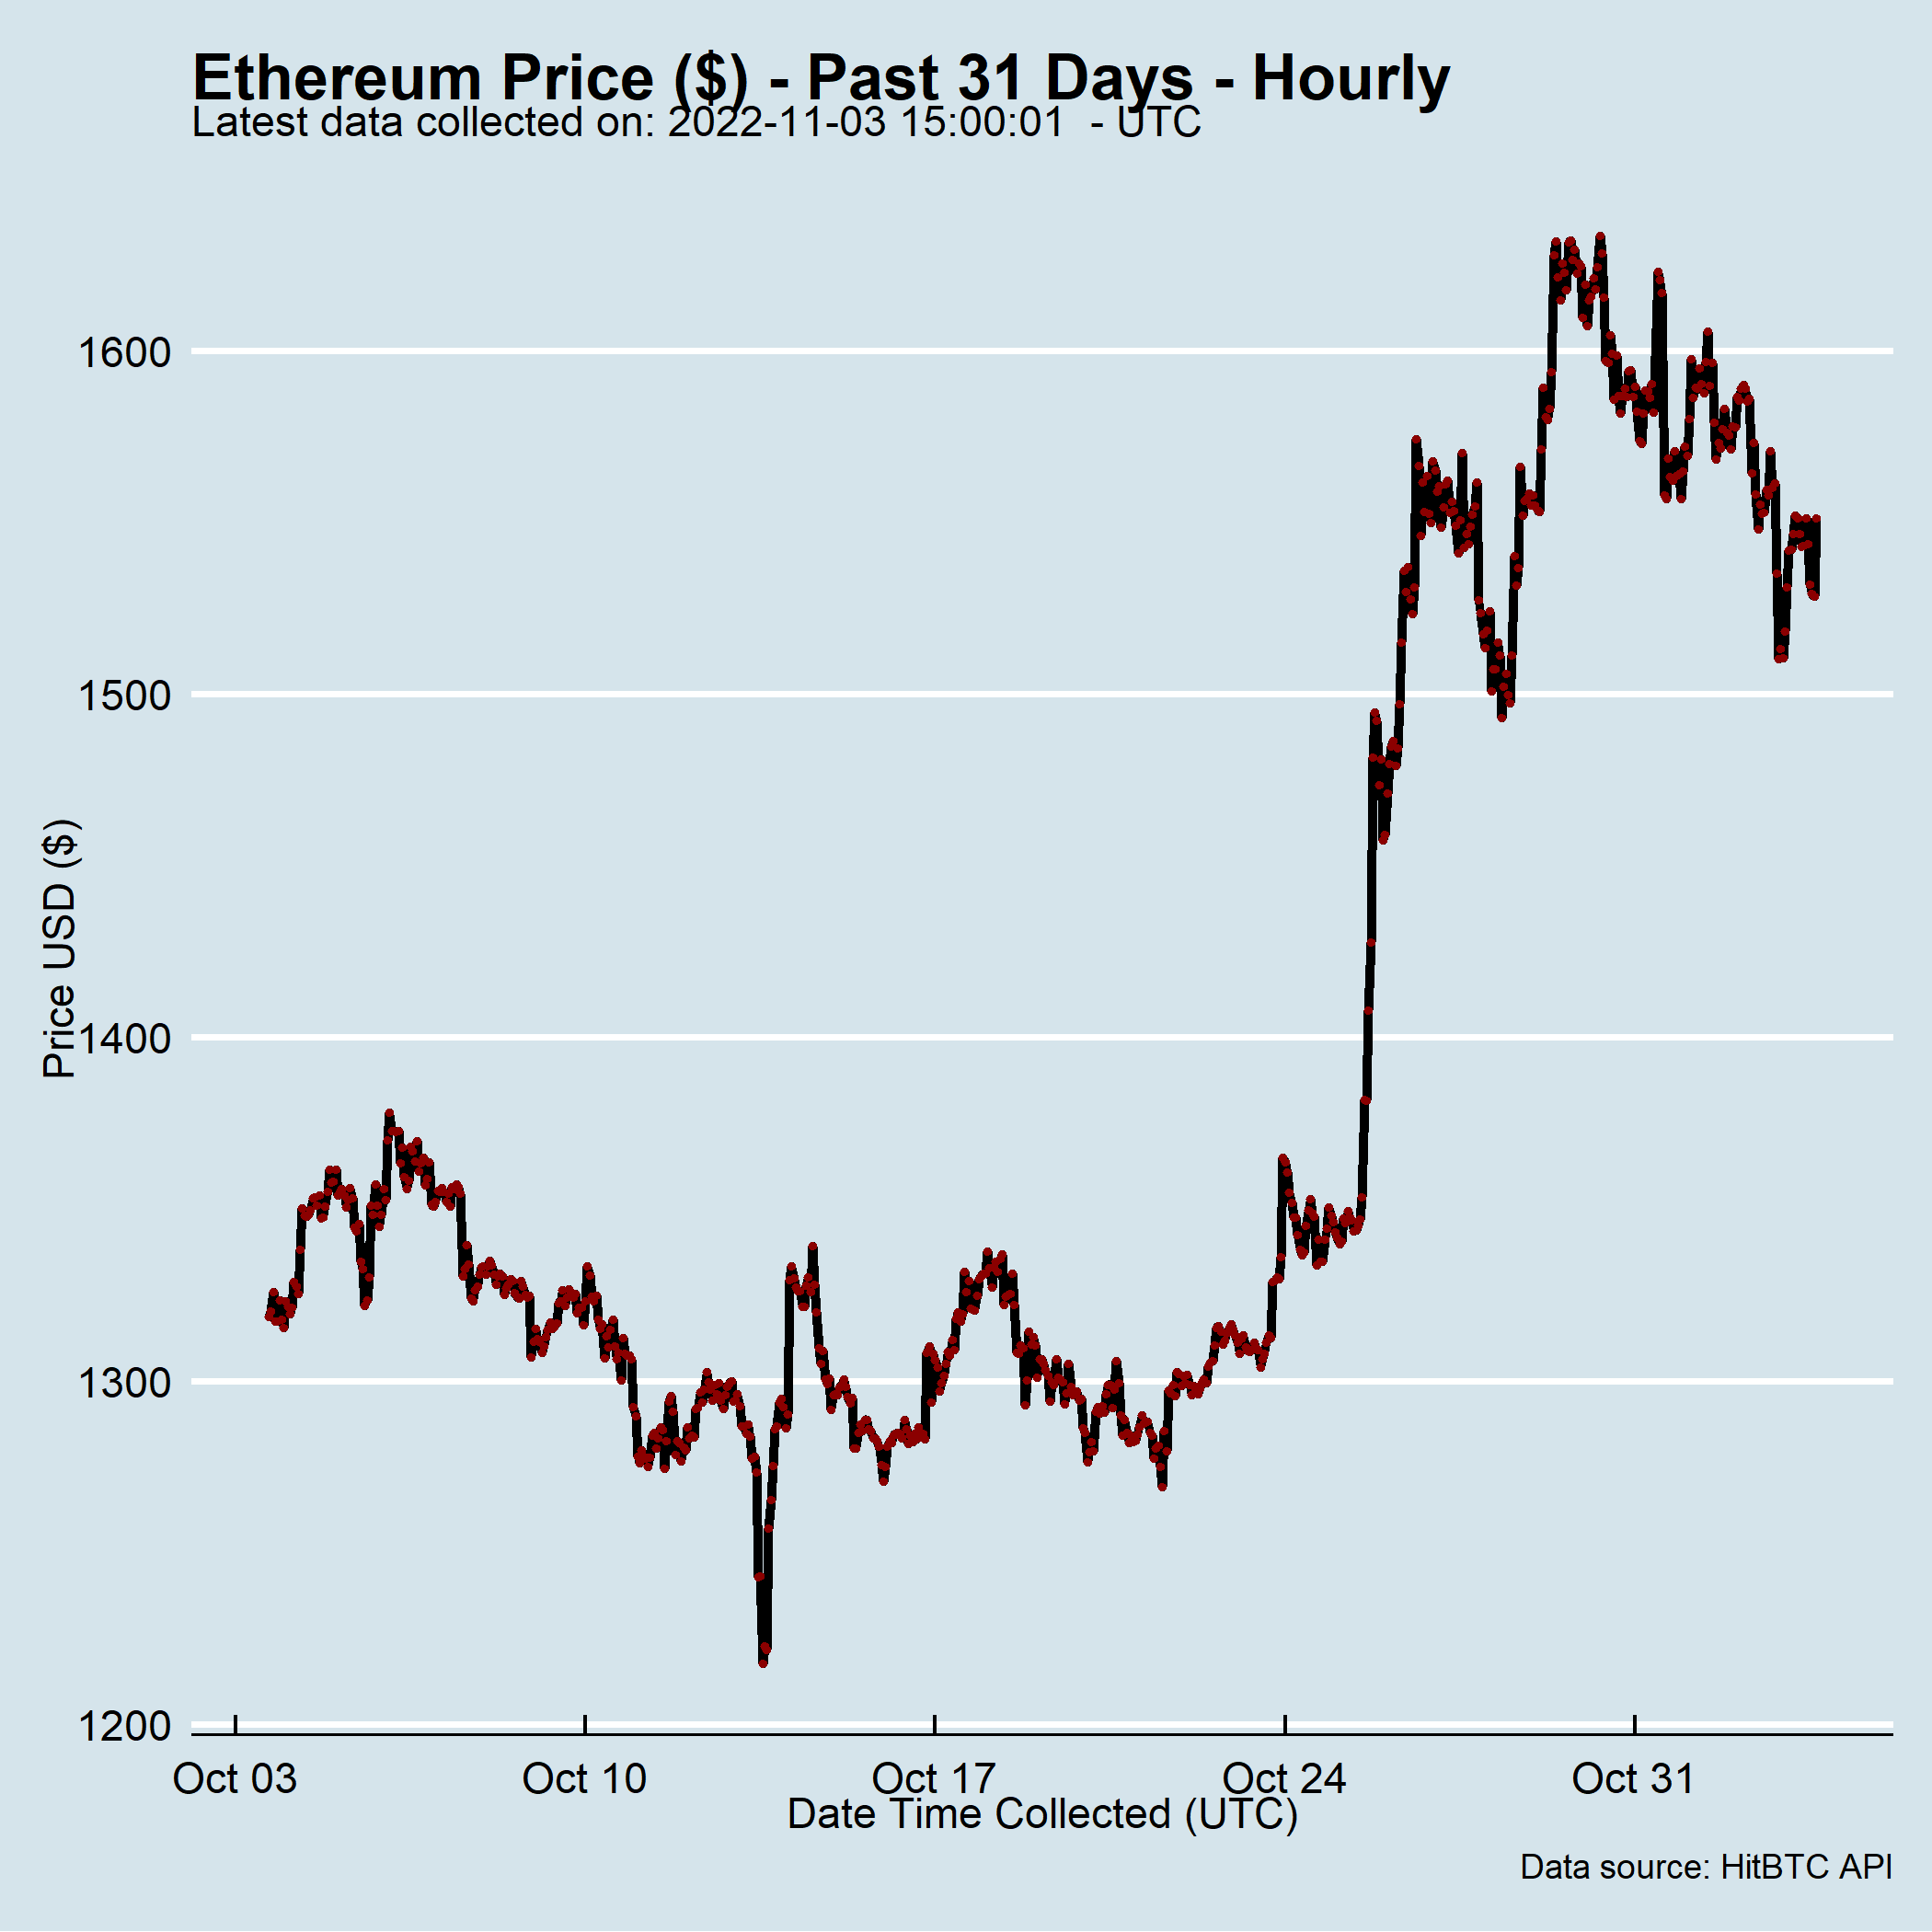 Ethereum Price ($) - Past 31 Days - Hourly
Latest data collected on: 2022-11-03 15:00:01  - UTC
1600
1500
1400
1300
1200
Price USD ($)
Oct 03
Oct 10
Oct 17
Oct 24
Oct 31
Date Time Collected (UTC)
Data source: HitBTC API